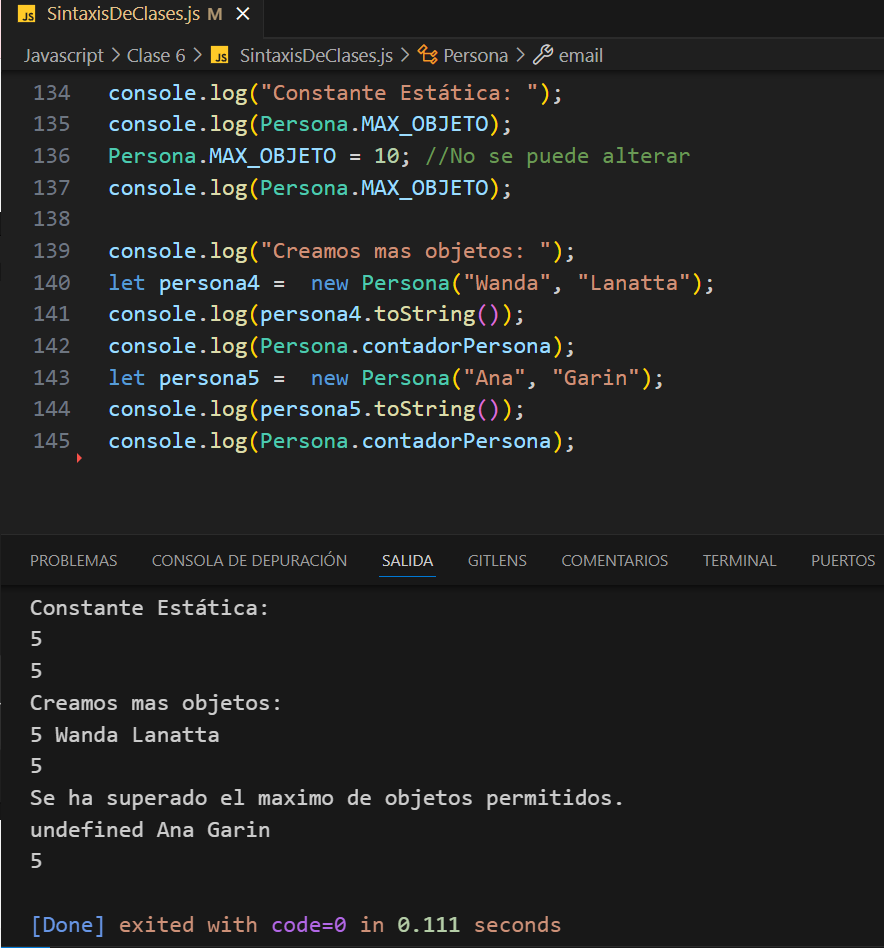 JS SintaxisDeClases.js M ×
Javascript > Clase 6 > JS SintaxisDeClases.js > Persona > email
134 console.log("Constante Estática: ");
135 console.log(Persona.MAX_OBJETO);
136 Persona.MAX_OBJETO = 10; //No se puede alterar
137 console.log(Persona.MAX_OBJETO);
138
139 console.log("Creamos mas objetos: ");
140 let persona4 =  new Persona("Wanda", "Lanatta");
141 console.log(persona4.toString());
142 console.log(Persona.contadorPersona);
143 let persona5 =  new Persona("Ana", "Garin");
144 console.log(persona5.toString());
145 console.log(Persona.contadorPersona);
PROBLEMAS CONSOLA DE DEPURACIÓN SALIDA GITLENS COMENTARIOS TERMINAL PUERTOS
Constante Estática:
5
5
Creamos mas objetos:
5 Wanda Lanatta
5
Se ha superado el maximo de objetos permitidos.
undefined Ana Garin
5
[Done] exited with code=0 in 0.111 seconds